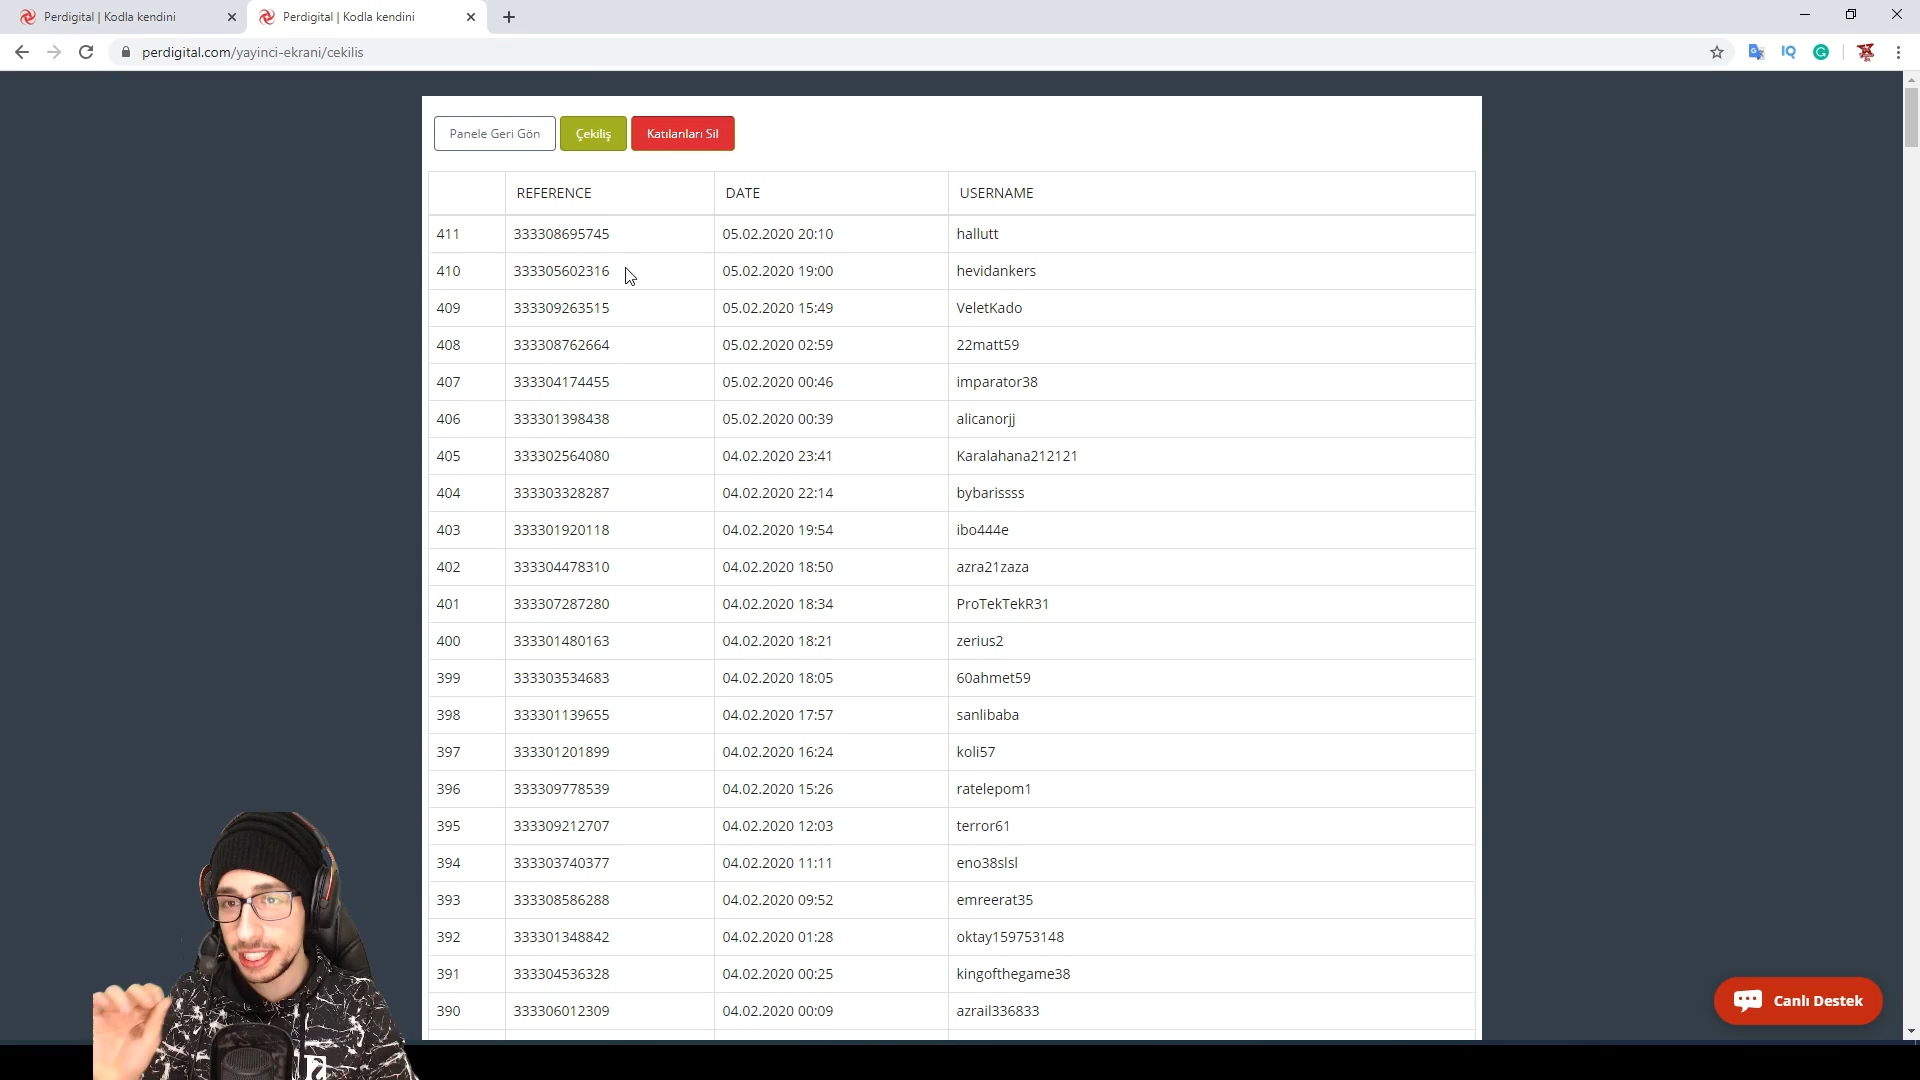 Perdigital | Kodla kendini
Perdigital | Kodla kendini
perdigital.com/yayinci-ekrani/cekilis
IQ
G
Panele Geri Gön
Çekiliş
Katılanları Sil
REFERENCE DATE USERNAME
411 333308695745 05.02.2020 20:10 hallutt
410 333305602316 05.02.2020 19:00 hevidankers
409 333309263515 05.02.2020 15:49 VeletKado
408 333308762664 05.02.2020 02:59 22matt59
407 333304174455 05.02.2020 00:46 imparator38
406 333301398438 05.02.2020 00:39 alicanorjj
405 333302564080 04.02.2020 23:41 Karalahana212121
404 333303328287 04.02.2020 22:14 bybarissss
403 333301920118 04.02.2020 19:54 ibo444e
402 333304478310 04.02.2020 18:50 azra21zaza
401 333307287280 04.02.2020 18:34 ProTekTekR31
400 333301480163 04.02.2020 18:21 zerius2
399 333303534683 04.02.2020 18:05 60ahmet59
398 333301139655 04.02.2020 17:57 sanlibaba
397 333301201899 04.02.2020 16:24 koli57
396 333309778539 04.02.2020 15:26 ratelepom1
395 333309212707 04.02.2020 12:03 terror61
394 333303740377 04.02.2020 11:11 eno38slsl
393 333308586288 04.02.2020 09:52 emreerat35
392 333301348842 04.02.2020 01:28 oktay159753148
391 333304536328 04.02.2020 00:25 kingofthegame38
390 333306012309 04.02.2020 00:09 azrail336833
Canlı Destek